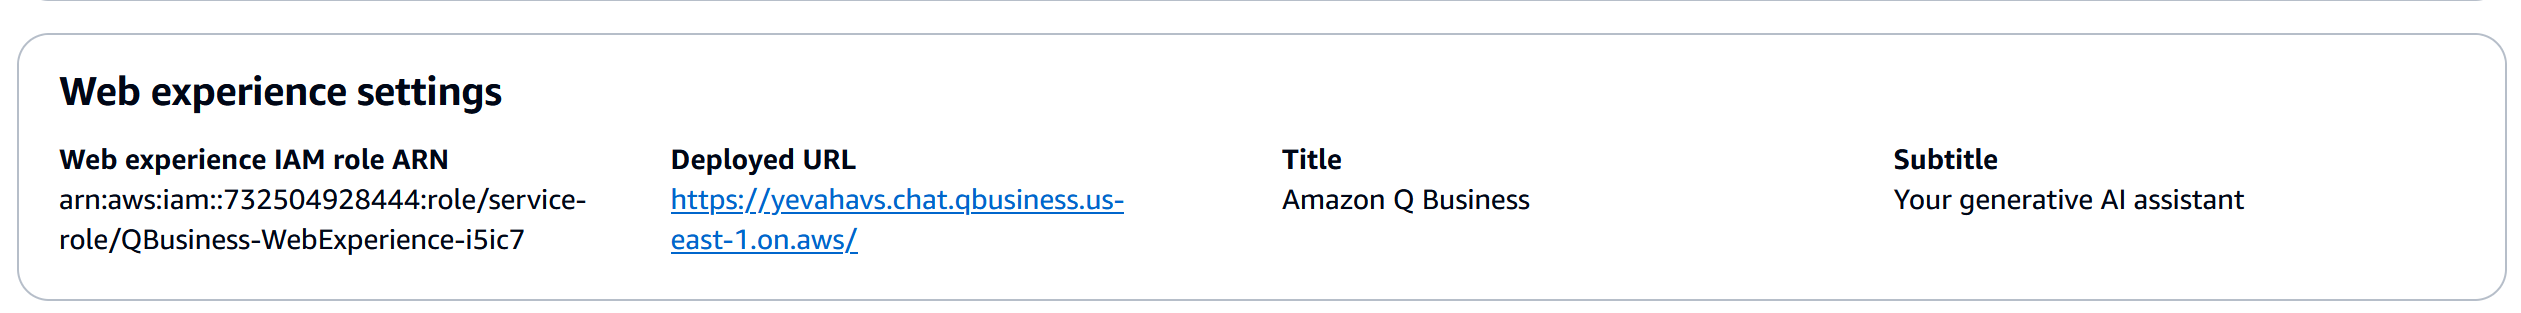 Web experience settings
Web experience IAM role ARN
arn:aws:iam::732504928444:role/service-
role/QBusiness-WebExperience-i5ic7
Deployed URL
https://yevahavs.chat.qbusiness.us-
east-1.on.aws/
Title
Amazon Q Business
Subtitle
Your generative AI assistant